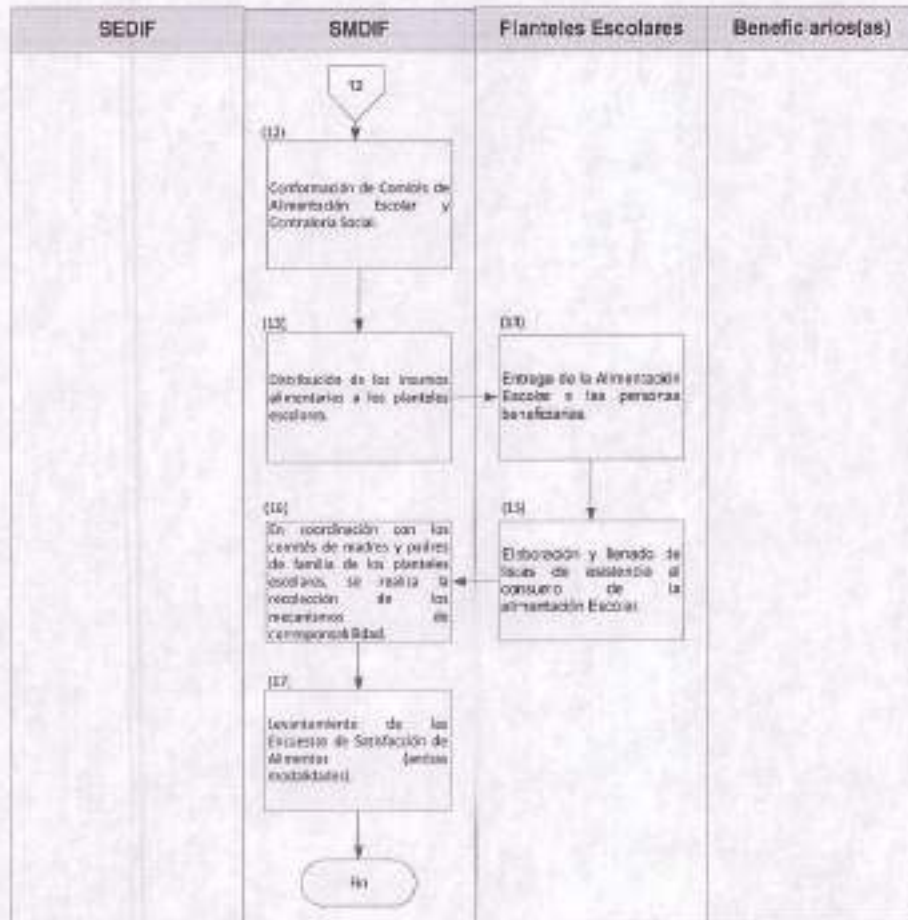 SEDIF
SMDIF
Planteles Escolares
Benefic arios(as)
12
(12)
Conformación de Comités de
Alimentación Escolar y
Contraloría Social.
(13)
Distribución de los insumos
alimentarios a los planteles
escolares.
(14)
Entrega de la Alimentación
Escolar a las personas
beneficiarias.
(15)
Elaboración y llenado de
listas de asistencia al
consumo de la
alimentación Escolar.
(16)
En coordinación con los
comités de madres y padres
de familia de los planteles
escolares, se realiza la
recolección de los
mecanismos de
corresponsabilidad.
(17)
Levantamiento de las
Encuestas de Satisfacción de
Alimentos (ambas
modalidades).
Fin